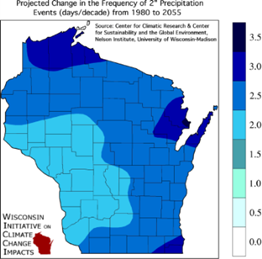 Projected Change in the Frequency of 2" Precipitation
Events (days/decade) from 1980 to 2055
Source: Center for Climatic Research & Center
for Sustainability and the Global Environment,
Nelson Institute, University of Wisconsin-Madison
3.5
3.0
2.5
2.0
1.5
1.0
0.5
0.0
WISCONSIN
INITIATIVE ON
CLIMATE
CHANGE
IMPACTS